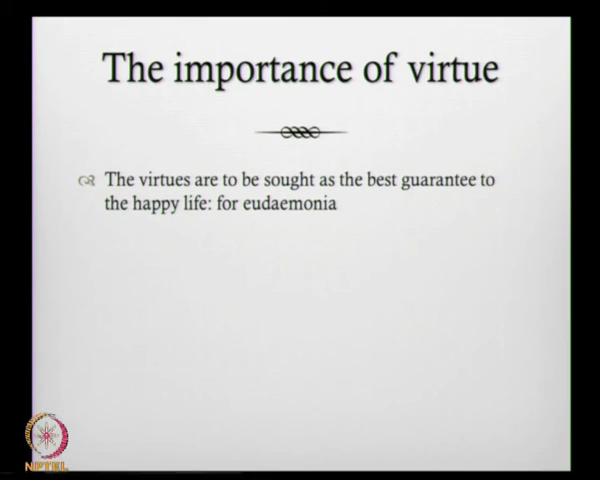 The importance of virtue
The virtues are to be sought as the best guarantee to
the happy life: for eudaemonia
NPTEL